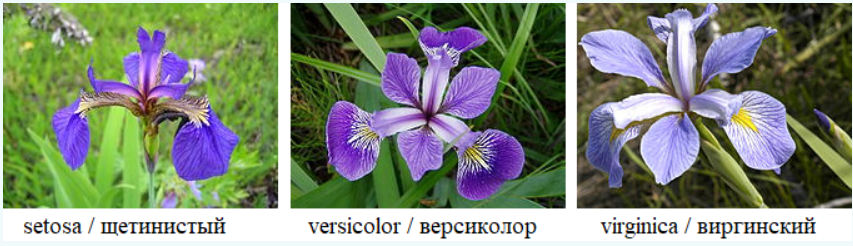 setosa / щетинистый
versicolor / версиколор
virginica / виргинский